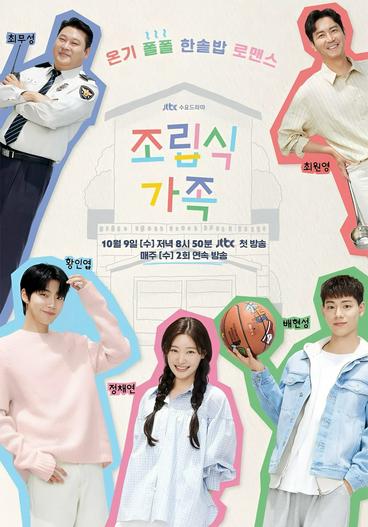 최무성
온기 폴폴 한솥밥 로맨스
jtbc 수요드라마
최원영
조립식
가족
10월 9일 [수] 저녁 8시 50분 jtbc 첫 방송
매주 [수] 2회 연속 방송
황인엽
정채연
배현성